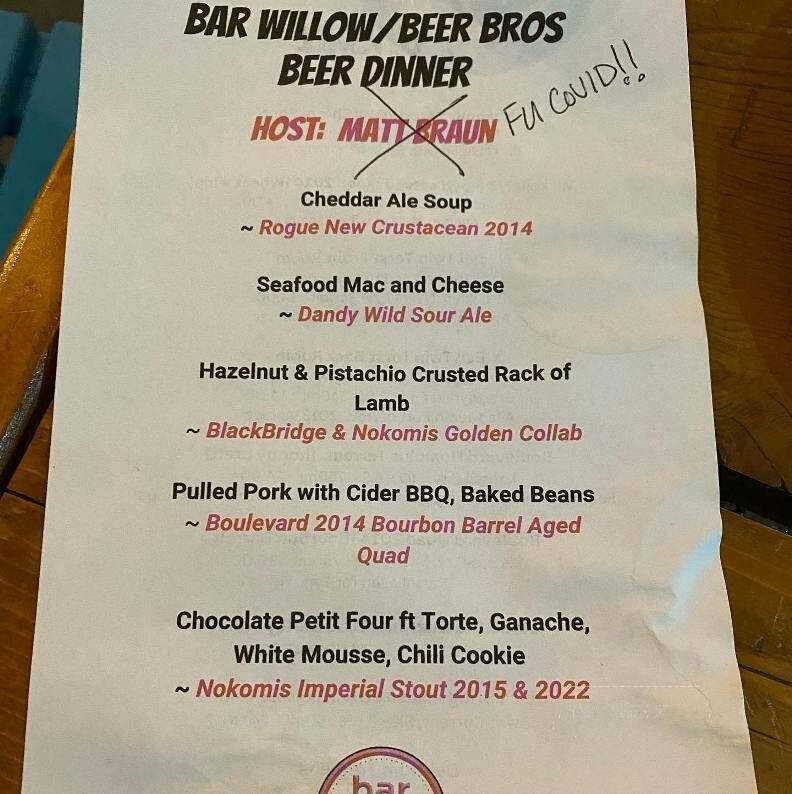 BAR WILLOW/BEER BROS
BEER DINNER
HOST: MATT BRAUN FU COVID!!
Cheddar Ale Soup
~ Rogue New Crustacean 2014
Seafood Mac and Cheese
~ Dandy Wild Sour Ale
Hazelnut & Pistachio Crusted Rack of
Lamb
~ BlackBridge & Nokomis Golden Collab
Pulled Pork with Cider BBQ, Baked Beans
~ Boulevard 2014 Bourbon Barrel Aged
Quad
Chocolate Petit Four ft Torte, Ganache,
White Mousse, Chili Cookie
~ Nokomis Imperial Stout 2015 & 2022
bar